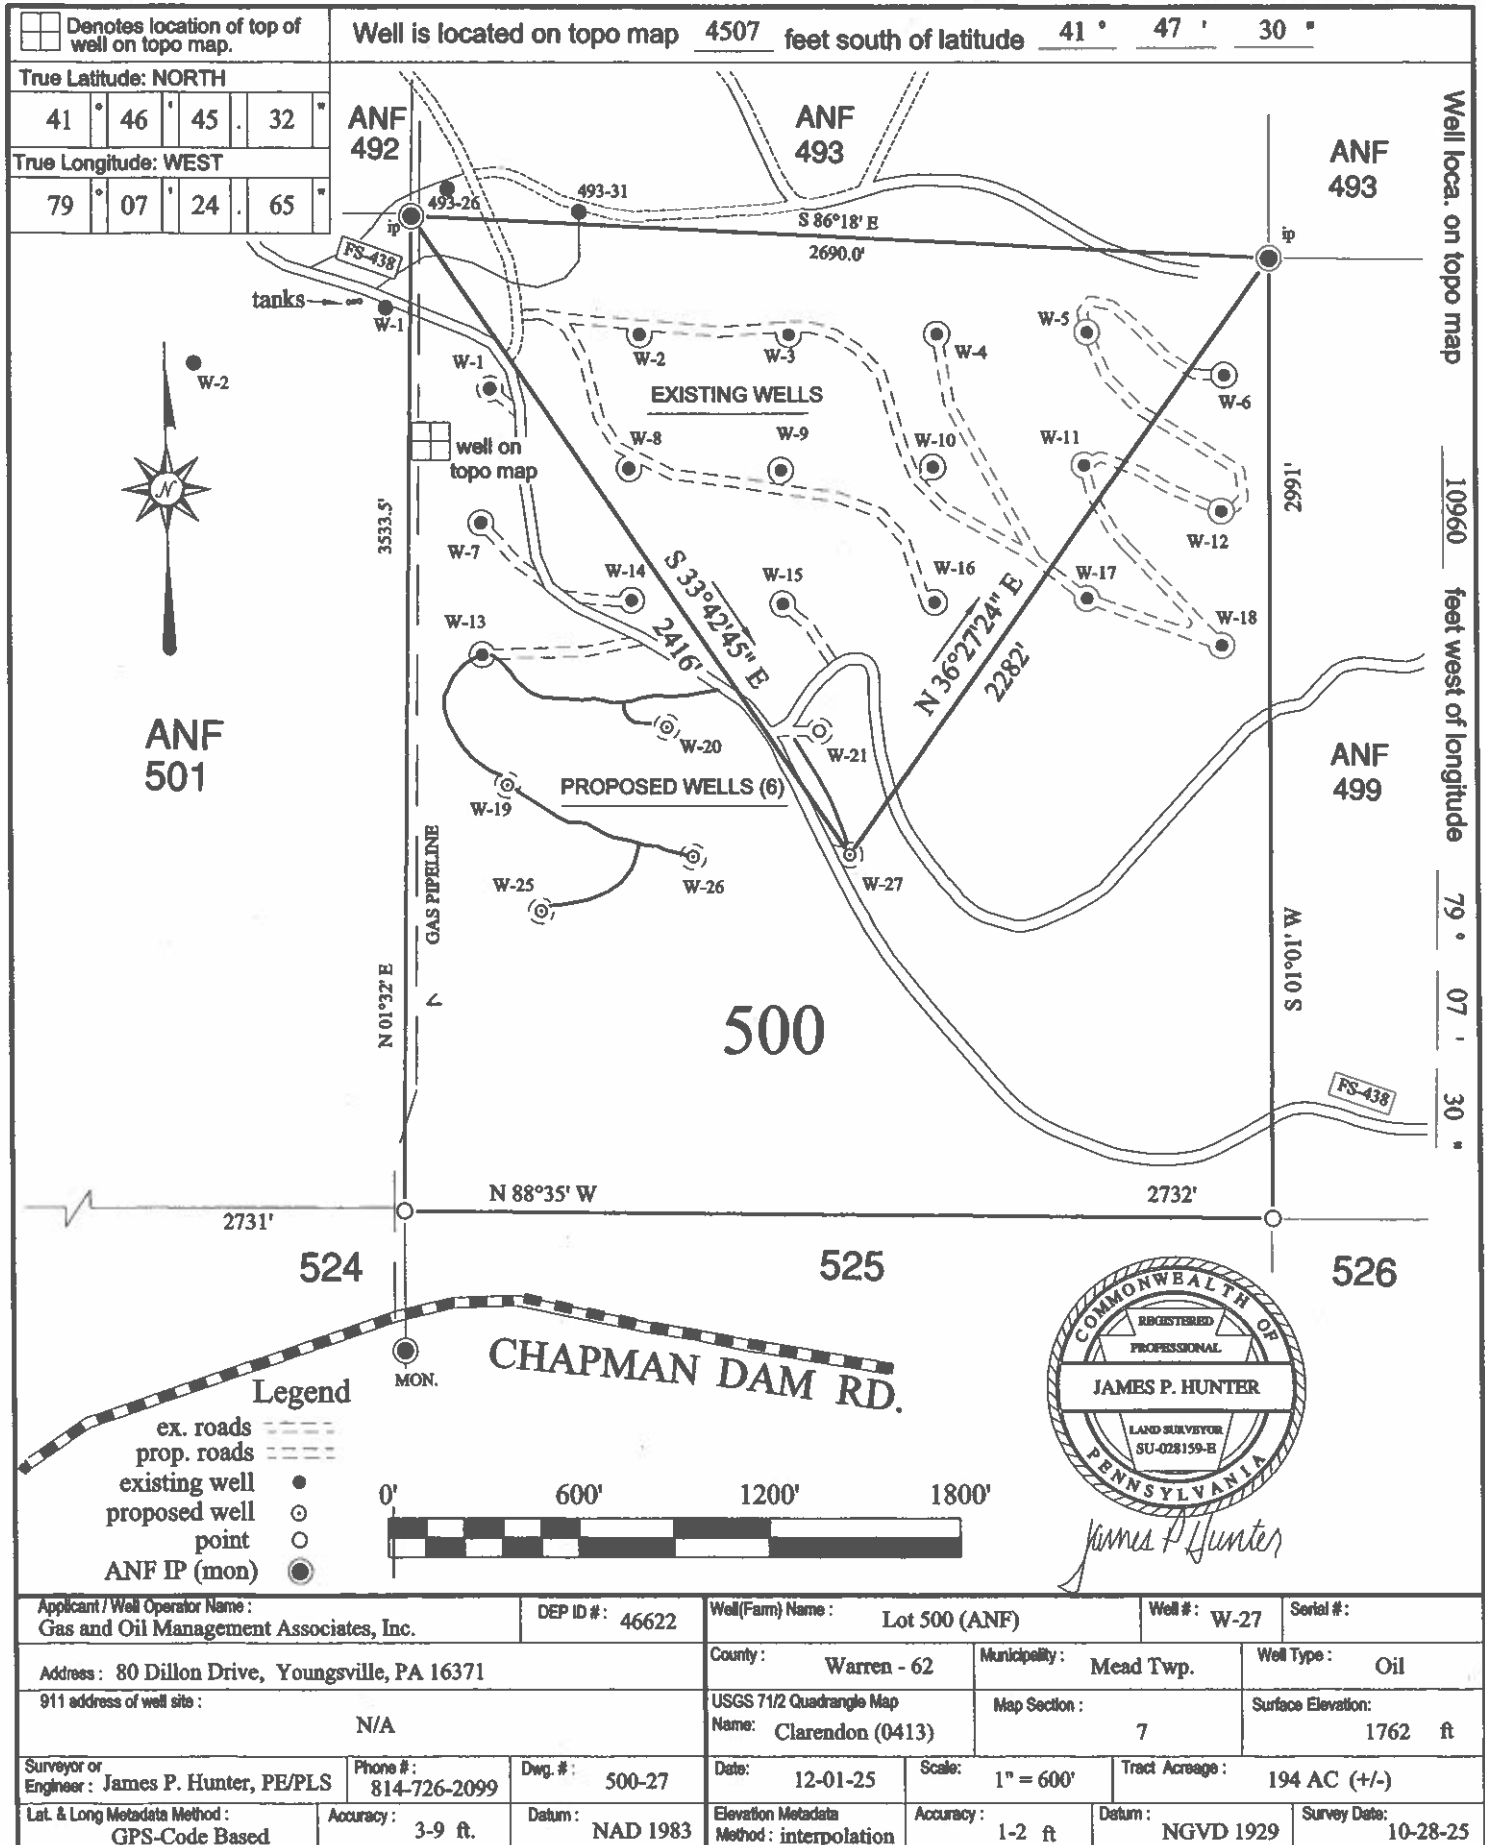 Denotes location of top of
well on topo map.
Well is located on topo map 4507 feet south of latitude 41 ° 47 ' 30 "
True Latitude: NORTH
41 ° 46 ' 45 . 32 "
True Longitude: WEST
79 ° 07 ' 24 . 65 "
Well loca. on topo map 10960 feet west of longitude 79 ° 07 ' 30 "
ANF
492
ANF
493
ANF
493
493-26
493-31
ip
S 86°18' E
2690.0'
ip
FS-438
tanks
W-1
W-2
W-1
W-2
W-3
W-4
W-5
W-6
EXISTING WELLS
well on
topo map
W-8
W-9
W-10
W-11
W-12
N
3533.5'
2991'
W-7
W-14
W-15
W-16
W-17
W-18
W-13
S 33°42'45" E
2416'
N 36°27'24" E
2282'
ANF
501
W-20
W-21
PROPOSED WELLS (6)
W-19
W-25
W-26
W-27
ANF
499
GAS PIPELINE
N 01°32' E
S 01°01' W
500
FS-438
N 88°35' W
2732'
2731'
524
525
526
CHAPMAN DAM RD.
MON.
Legend
ex. roads
prop. roads
existing well
proposed well
point
ANF IP (mon)
0' 600' 1200' 1800'
COMMONWEALTH OF
REGISTERED
PROFESSIONAL
JAMES P. HUNTER
LAND SURVEYOR
SU-028159-E
PENNSYLVANIA
James P Hunter
Applicant / Well Operator Name :
Gas and Oil Management Associates, Inc.
DEP ID # : 46622
Well(Farm) Name :
Lot 500 (ANF)
Well # : W-27
Serial # :
Address : 80 Dillon Drive, Youngsville, PA 16371
County :
Warren - 62
Municipality :
Mead Twp.
Well Type :
Oil
911 address of well site :
N/A
USGS 71/2 Quadrangle Map
Name: Clarendon (0413)
Map Section :
7
Surface Elevation:
1762 ft
Surveyor or
Engineer : James P. Hunter, PE/PLS
Phone # :
814-726-2099
Dwg. # :
500-27
Date:
12-01-25
Scale:
1" = 600'
Tract Acreage :
194 AC (+/-)
Lat. & Long Metadata Method :
GPS-Code Based
Accuracy :
3-9 ft.
Datum :
NAD 1983
Elevation Metadata
Method : interpolation
Accuracy :
1-2 ft
Datum :
NGVD 1929
Survey Date:
10-28-25